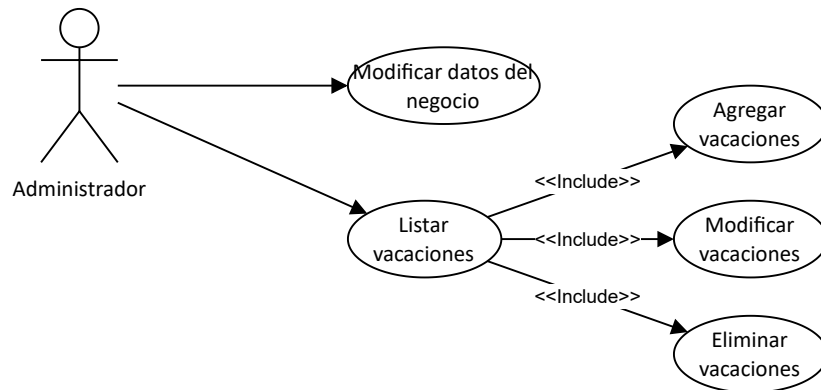 Modificar datos del
negocio
Administrador
Agregar
vacaciones
<<Include>>
Listar
vacaciones
<<Include>>
Modificar
vacaciones
<<Include>>
Eliminar
vacaciones